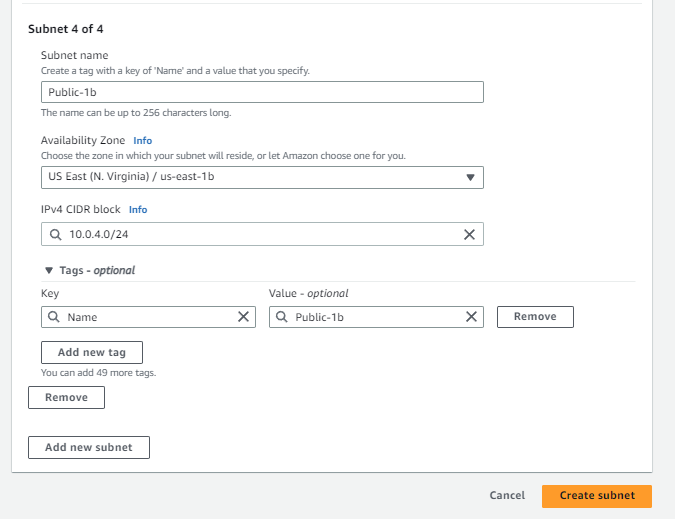 Subnet 4 of 4
Subnet name
Create a tag with a key of 'Name' and a value that you specify.
Public-1b
The name can be up to 256 characters long.
Availability Zone Info
Choose the zone in which your subnet will reside, or let Amazon choose one for you.
US East (N. Virginia) / us-east-1b
IPv4 CIDR block Info
10.0.4.0/24
Tags - optional
Key Value - optional
Name Public-1b Remove
Add new tag
You can add 49 more tags.
Remove
Add new subnet
Cancel Create subnet